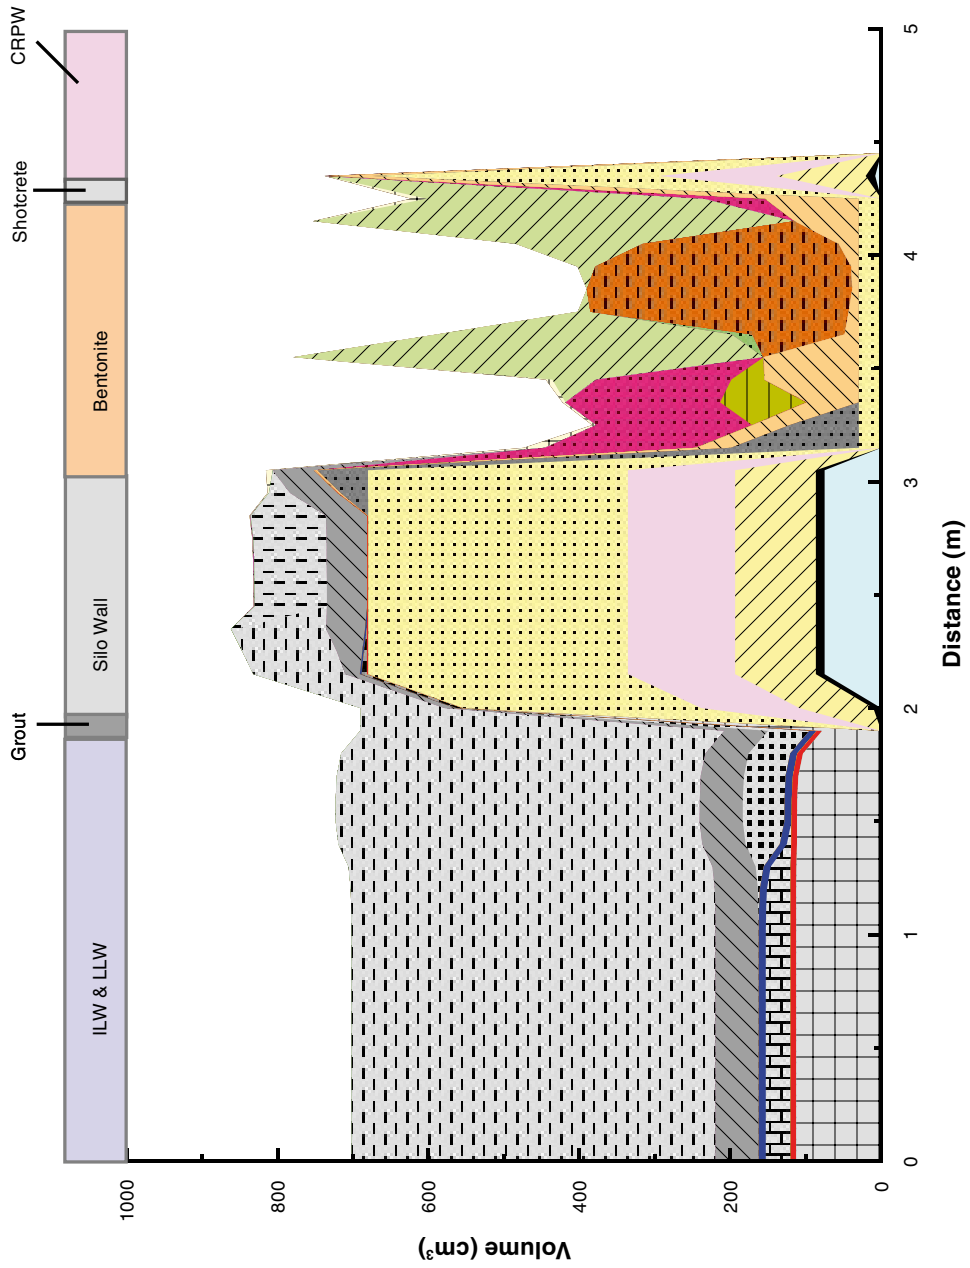 CRPW
Shotcrete
Bentonite
Silo Wall
Grout
ILW & LLW
1000
800
600
400
200
0
Volume (cm³)
0
1
2
3
4
5
Distance (m)